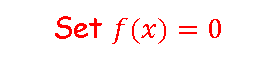 Set f(x) = 0